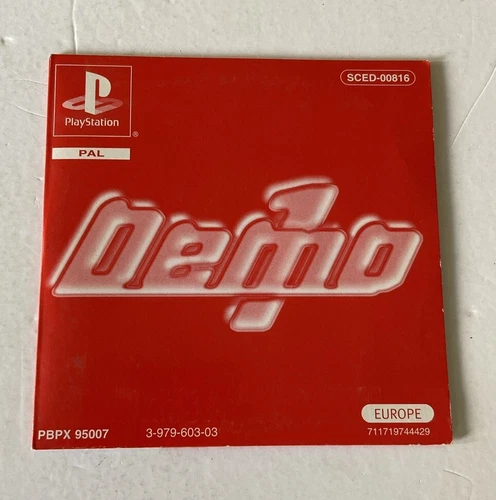 SCED-00816
PlayStation
®
PAL
Demo 1
EUROPE
PBPX 95007 3-979-603-03 711719744429